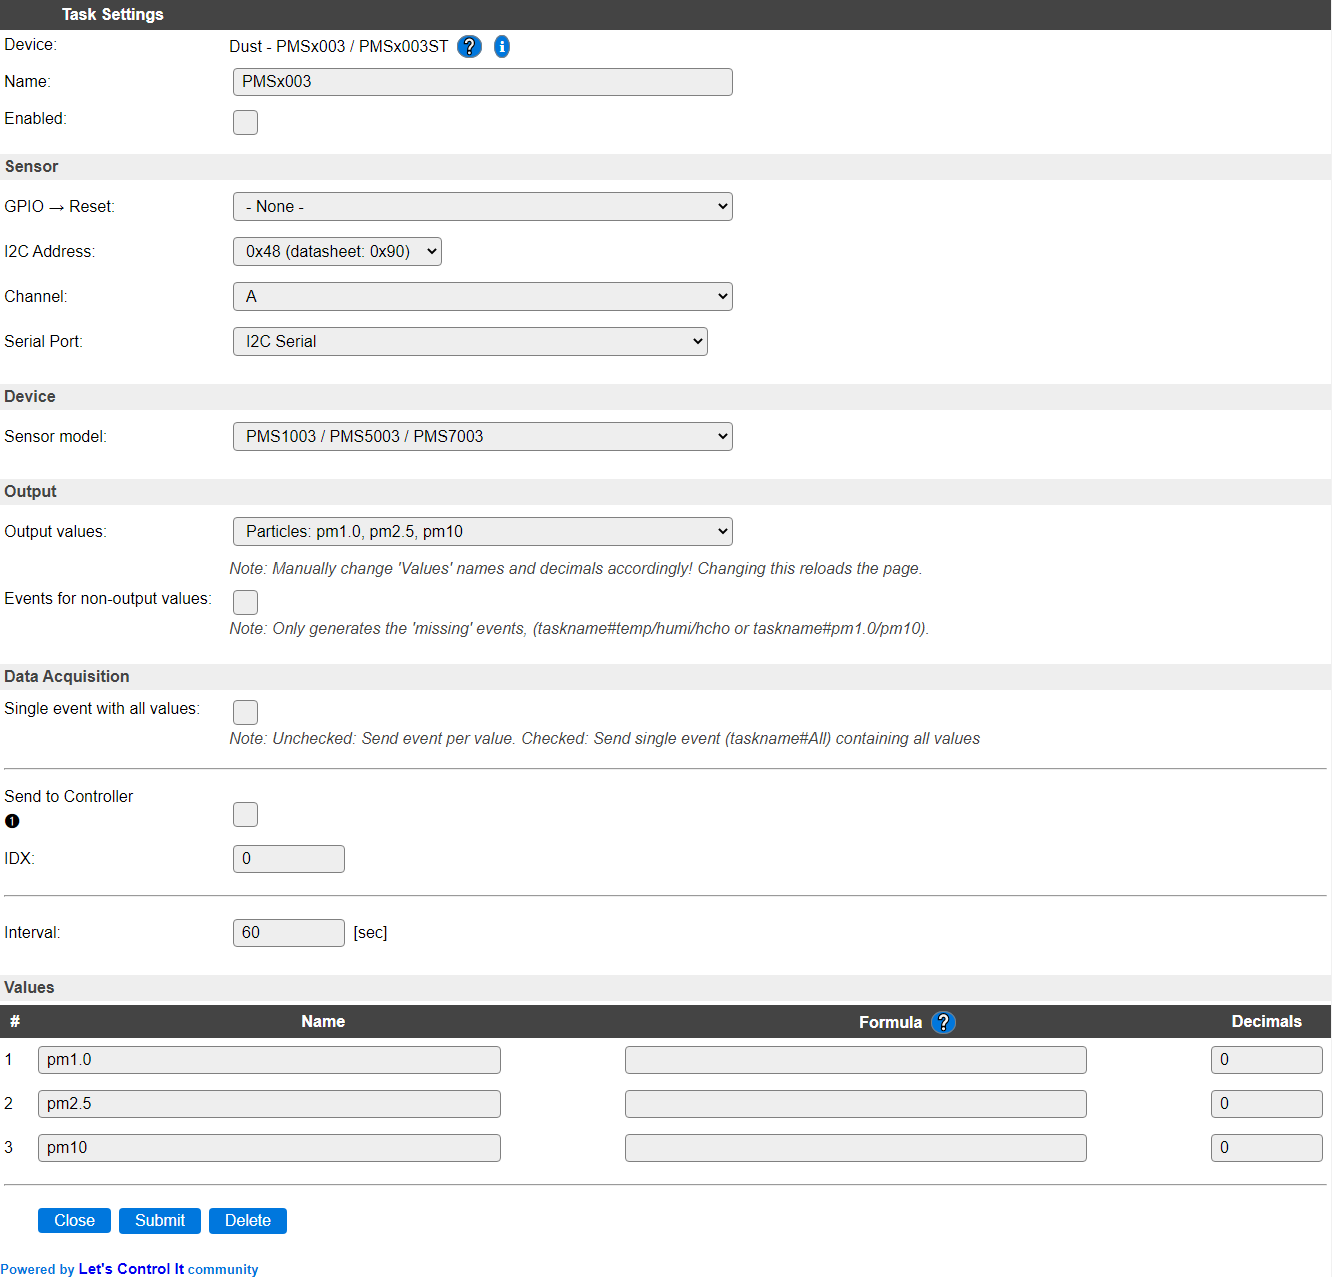 Task Settings
Device: Dust - PMSx003 / PMSx003ST ? i
Name: PMSx003
Enabled:
Sensor
GPIO → Reset: - None -
I2C Address: 0x48 (datasheet: 0x90)
Channel: A
Serial Port: I2C Serial
Device
Sensor model: PMS1003 / PMS5003 / PMS7003
Output
Output values: Particles: pm1.0, pm2.5, pm10
Note: Manually change 'Values' names and decimals accordingly! Changing this reloads the page.
Events for non-output values:
Note: Only generates the 'missing' events, (taskname#temp/humi/hcho or taskname#pm1.0/pm10).
Data Acquisition
Single event with all values:
Note: Unchecked: Send event per value. Checked: Send single event (taskname#All) containing all values
Send to Controller
❶
IDX: 0
Interval: 60 [sec]
Values
# Name Formula ? Decimals
1 pm1.0 0
2 pm2.5 0
3 pm10 0
Close Submit Delete
Powered by Let's Control It community